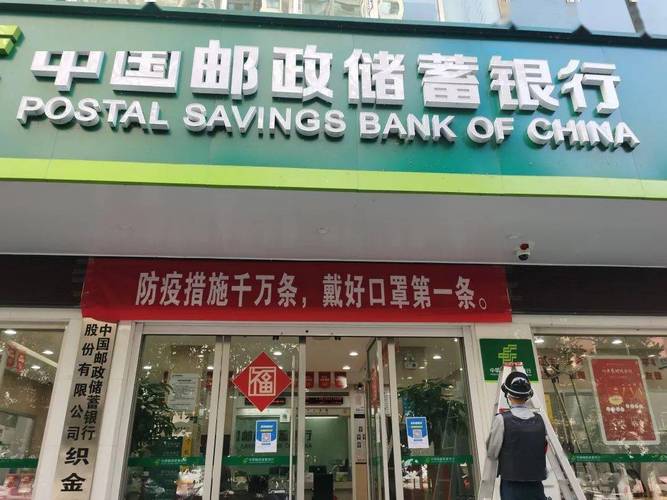 中国邮政储蓄银行
POSTAL SAVINGS BANK OF CHINA
防疫措施千万条，戴好口罩第一条。
中国邮政储蓄银行
股份有限公司织金
福